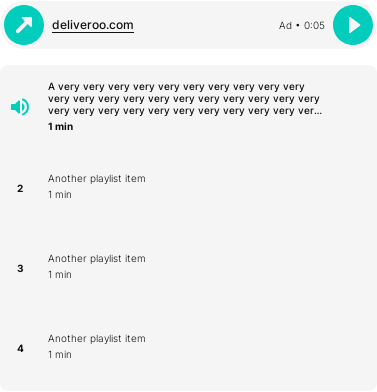 deliveroo.com
Ad • 0:05
A very very very very very very very very very very
very very very very very very very very very very very
very very very very very very very very very very ver...
1 min
2
Another playlist item
1 min
3
Another playlist item
1 min
4
Another playlist item
1 min